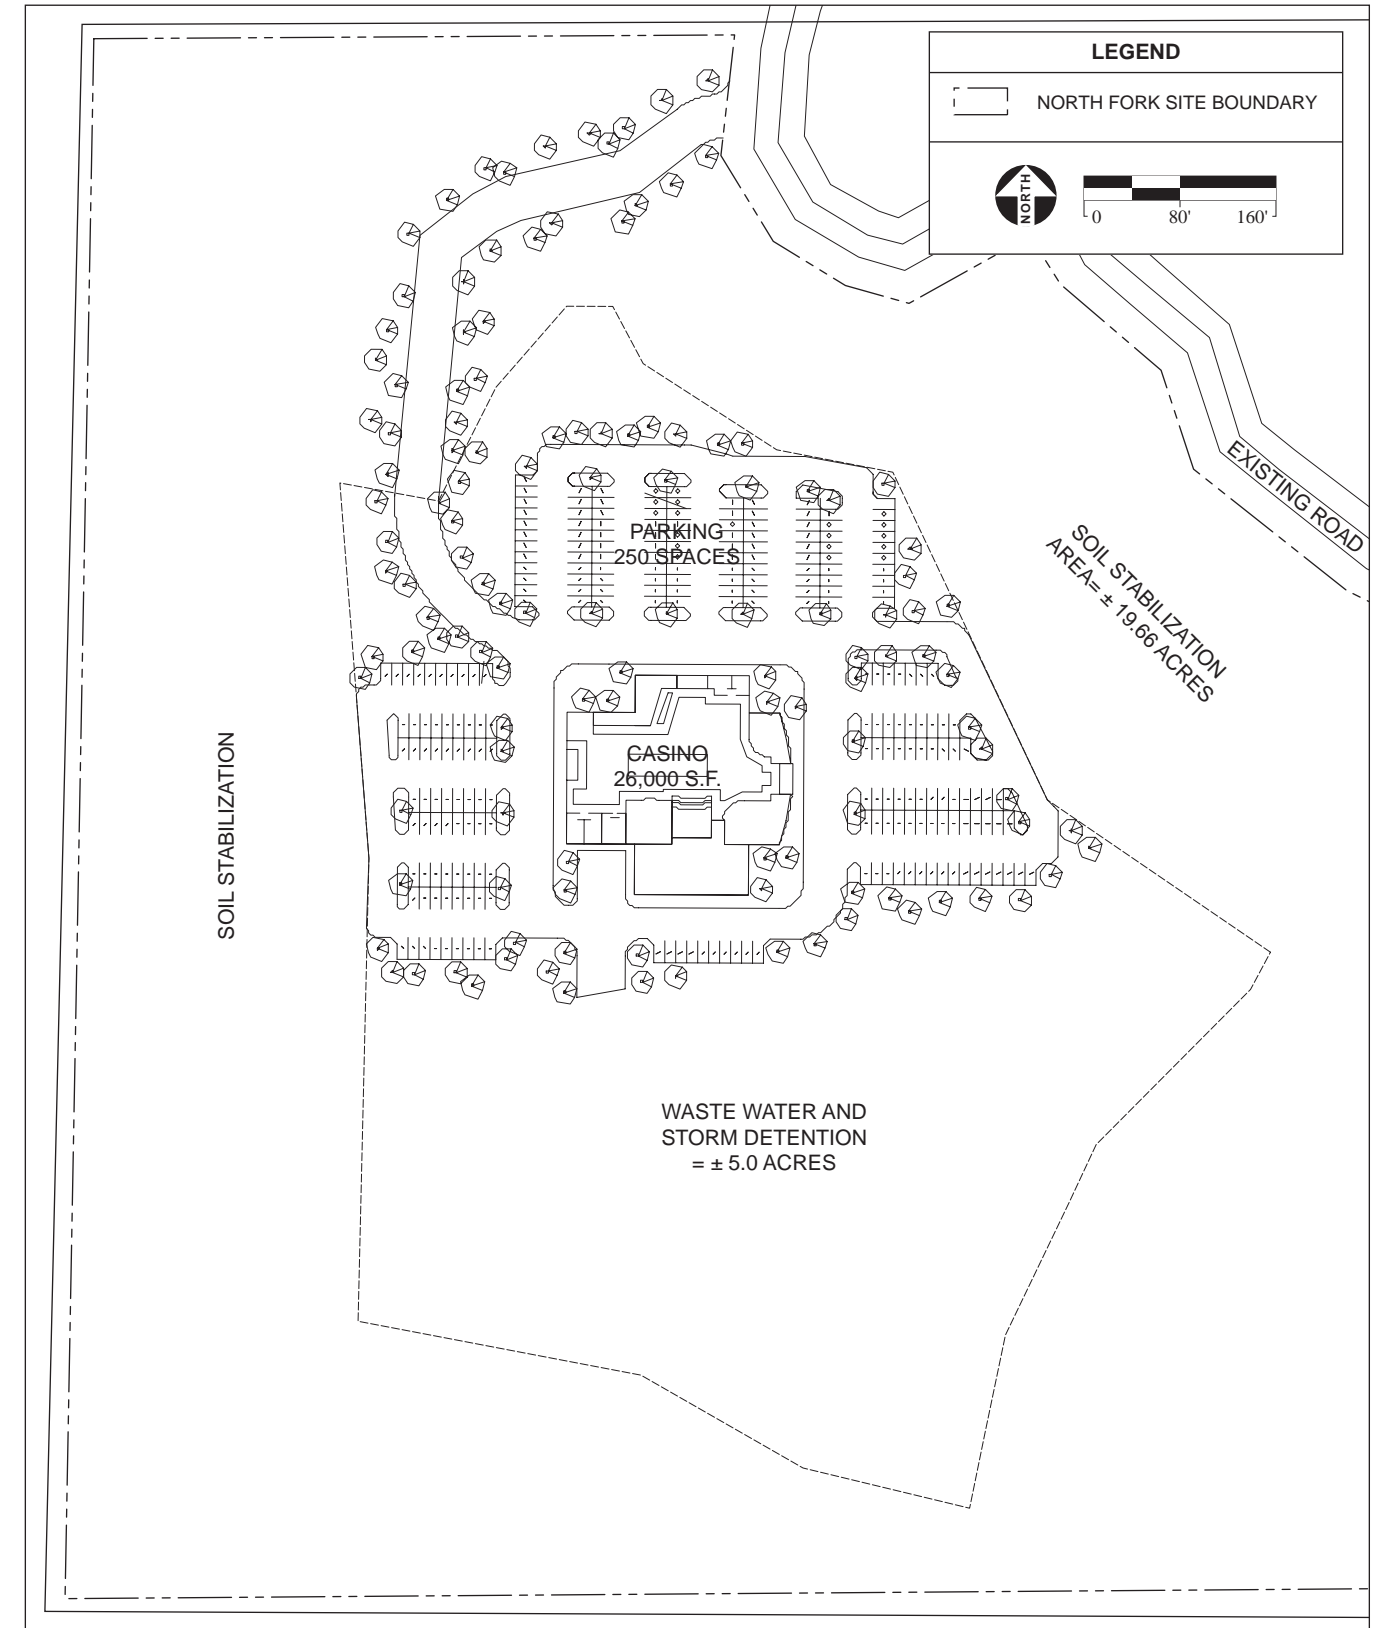 LEGEND
NORTH FORK SITE BOUNDARY
NORTH
0 80' 160'
EXISTING ROAD
PARKING
250 SPACES
SOIL STABILIZATION
AREA= ± 19.66 ACRES
SOIL STABILIZATION
CASINO
26,000 S.F.
WASTE WATER AND
STORM DETENTION
= ± 5.0 ACRES